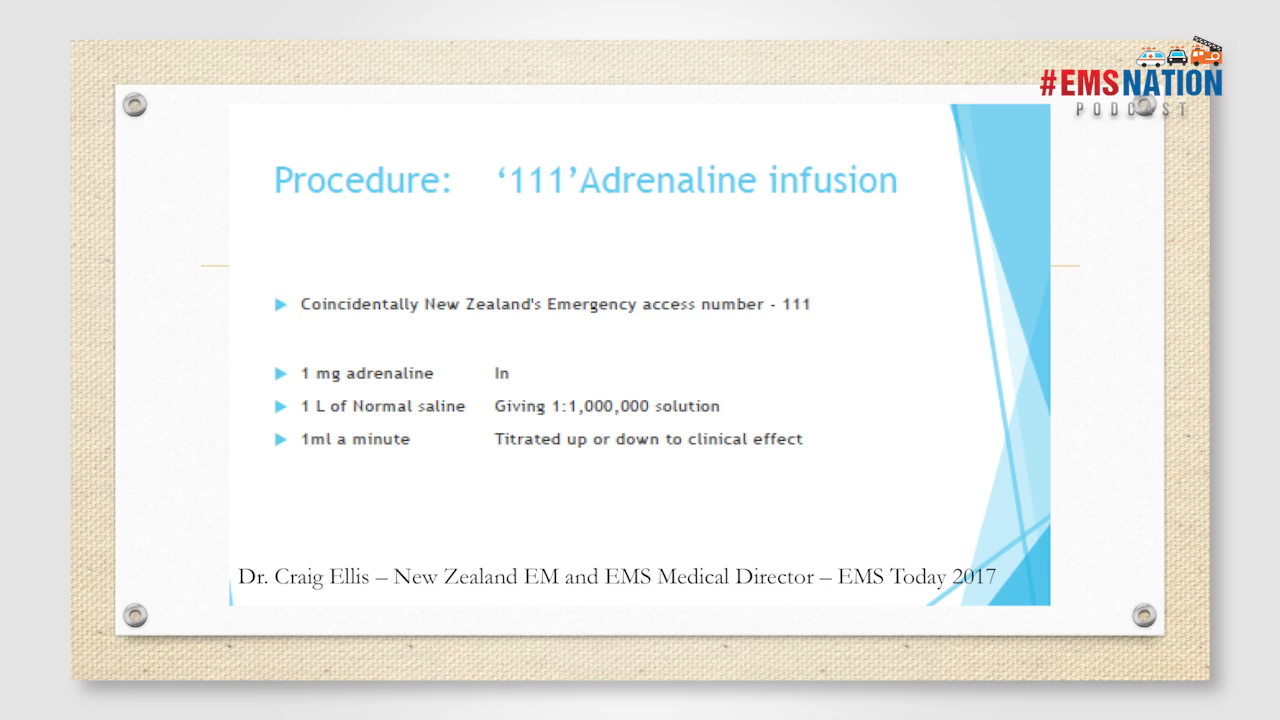 #EMSNATION
PODCAST
Procedure: ‘111’Adrenaline infusion
Coincidentally New Zealand's Emergency access number - 111
1 mg adrenaline In
1 L of Normal saline Giving 1:1,000,000 solution
1ml a minute Titrated up or down to clinical effect
Dr. Craig Ellis – New Zealand EM and EMS Medical Director – EMS Today 2017